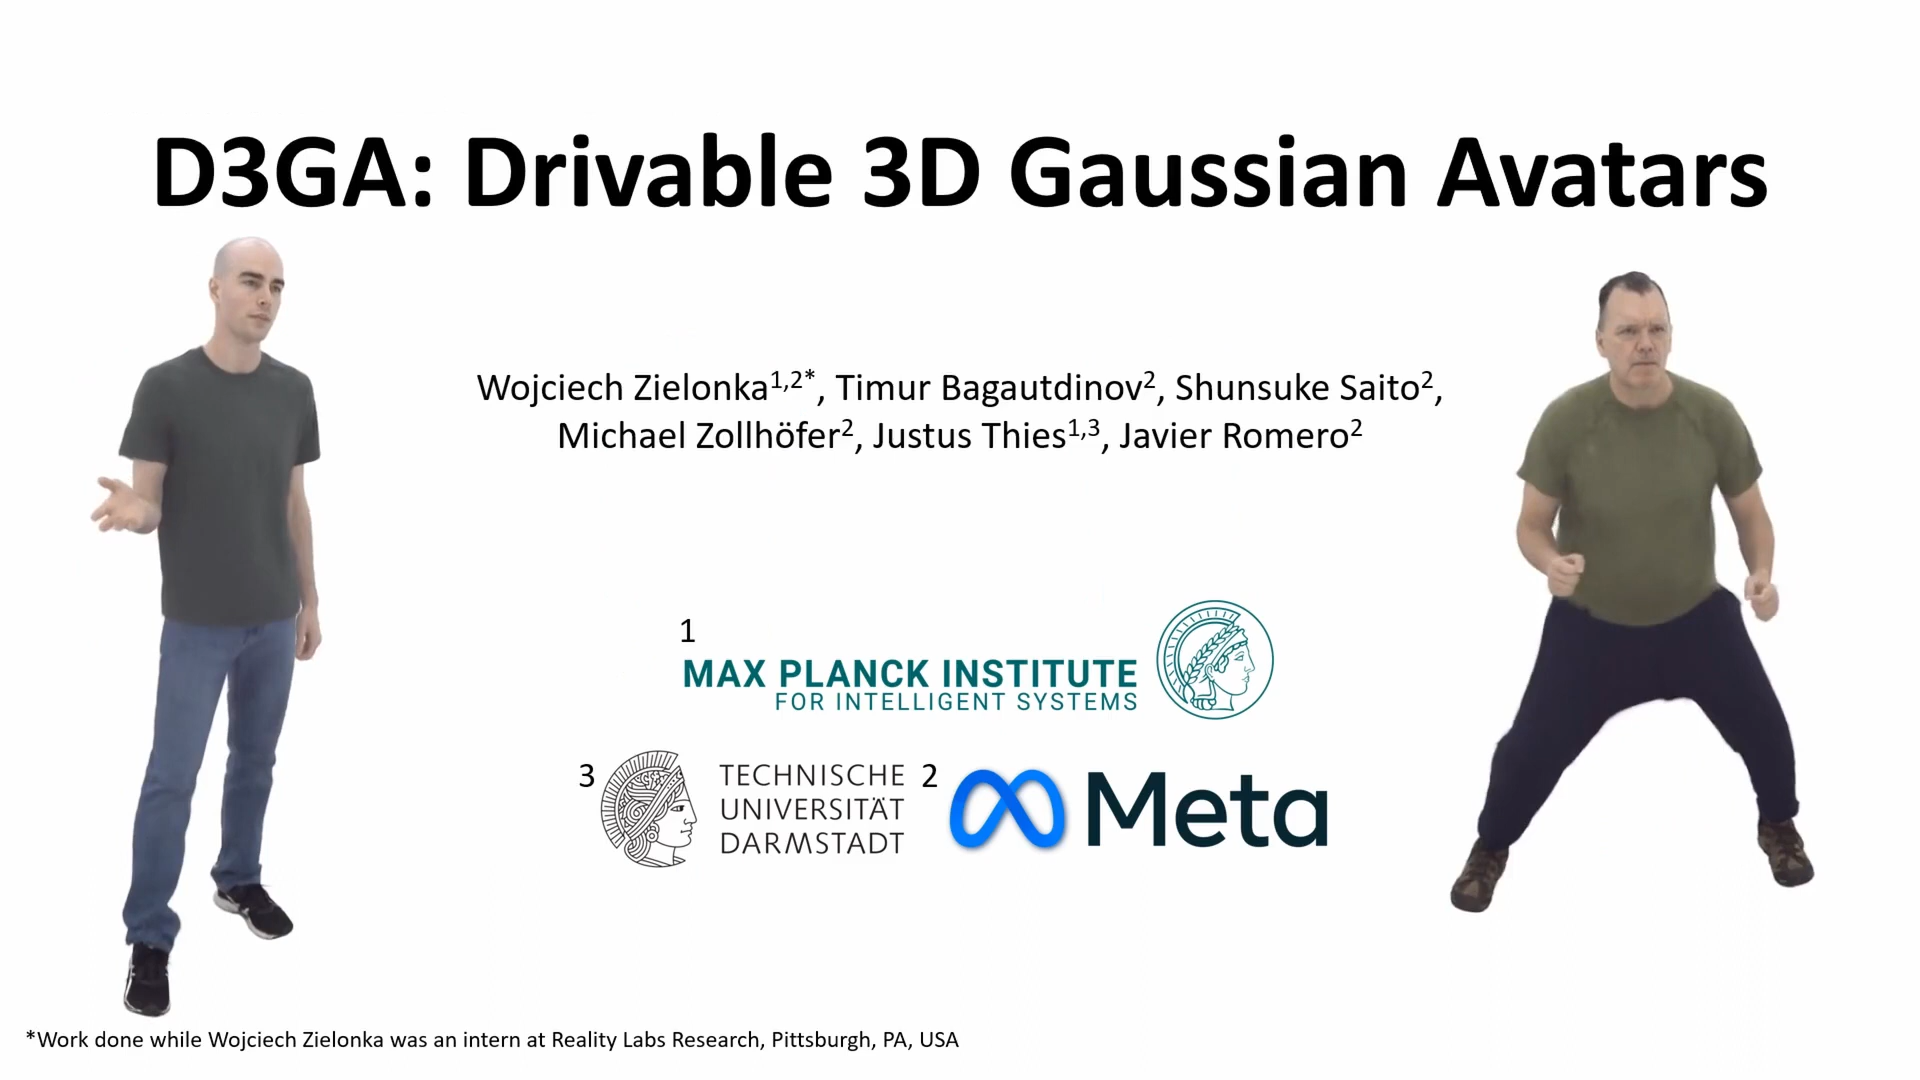 D3GA: Drivable 3D Gaussian Avatars
Wojciech Zielonka1,2*, Timur Bagautdinov2, Shunsuke Saito2,
Michael Zollhöfer2, Justus Thies1,3, Javier Romero2
1
MAX PLANCK INSTITUTE
FOR INTELLIGENT SYSTEMS
3
TECHNISCHE
UNIVERSITÄT
DARMSTADT
2
Meta
*Work done while Wojciech Zielonka was an intern at Reality Labs Research, Pittsburgh, PA, USA